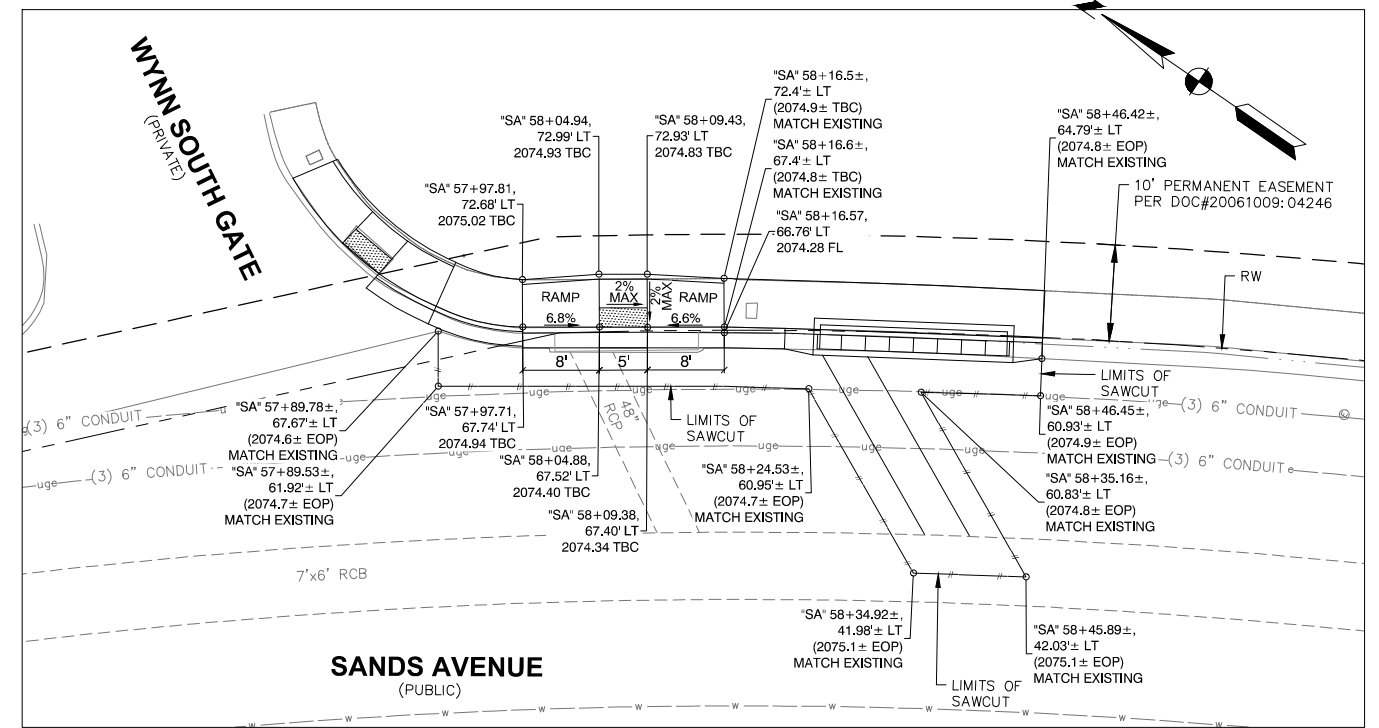 WYNN SOUTH GATE
(PRIVATE)
"SA" 58+04.94,
72.99' LT
2074.93 TBC
"SA" 58+09.43,
72.93' LT
2074.83 TBC
"SA" 58+16.5±,
72.4'± LT
(2074.9± TBC)
MATCH EXISTING
"SA" 58+16.6±,
67.4'± LT
(2074.8± TBC)
MATCH EXISTING
"SA" 58+16.57,
66.76' LT
2074.28 FL
"SA" 58+46.42±,
64.79'± LT
(2074.8± EOP)
MATCH EXISTING
10' PERMANENT EASEMENT
PER DOC#20061009:04246
RW
"SA" 57+97.81,
72.68' LT
2075.02 TBC
RAMP
6.8%
2%
MAX
2%
MAX
RAMP
6.6%
8'
5'
8'
LIMITS OF
SAWCUT
uge
uge
uge
uge
uge
uge
(3) 6" CONDUIT
(3) 6" CONDUIT
"SA" 57+89.78±,
67.67'± LT
(2074.6± EOP)
MATCH EXISTING
"SA" 57+89.53±,
61.92'± LT
(2074.7± EOP)
MATCH EXISTING
"SA" 57+97.71,
67.74' LT
2074.94 TBC
48"
RCP
LIMITS OF
SAWCUT
"SA" 58+04.88,
67.52' LT
2074.40 TBC
"SA" 58+09.38,
67.40' LT
2074.34 TBC
"SA" 58+24.53±,
60.95'± LT
(2074.7± EOP)
MATCH EXISTING
"SA" 58+46.45±,
60.93'± LT
(2074.9± EOP)
MATCH EXISTING
"SA" 58+35.16±,
60.83'± LT
(2074.8± EOP)
MATCH EXISTING
uge
(3) 6" CONDUIT
uge
uge
uge
uge
uge
(3) 6" CONDUIT
7'x6' RCB
"SA" 58+34.92±,
41.98'± LT
(2075.1± EOP)
MATCH EXISTING
"SA" 58+45.89±,
42.03'± LT
(2075.1± EOP)
MATCH EXISTING
LIMITS OF
SAWCUT
SANDS AVENUE
(PUBLIC)
w w w w w w w w w w